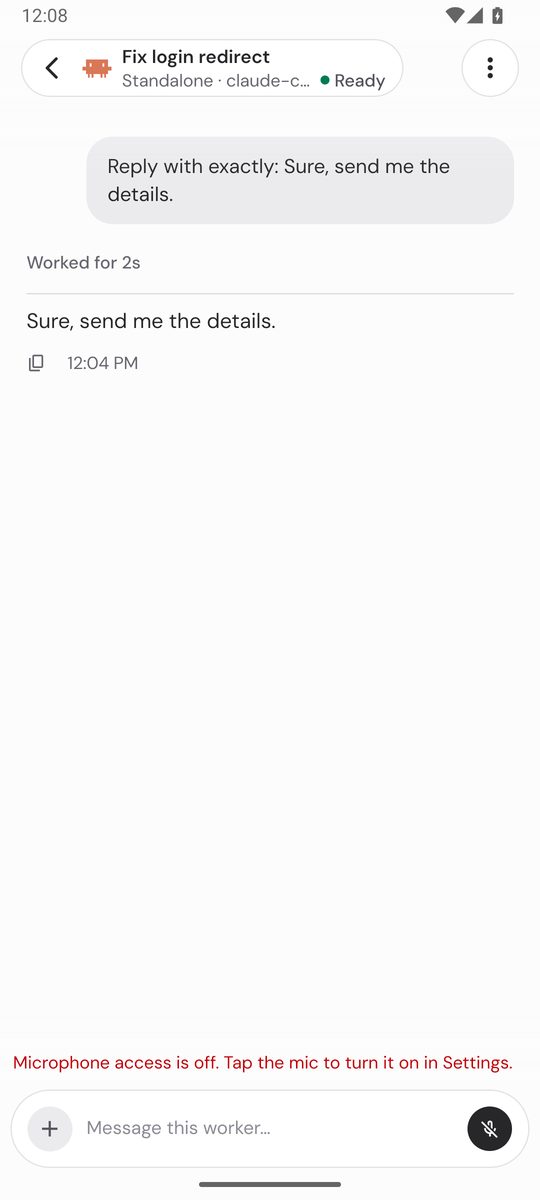 12:08
Fix login redirect
Standalone · claude-c... Ready
Reply with exactly: Sure, send me the
details.
Worked for 2s
Sure, send me the details.
12:04 PM
Microphone access is off. Tap the mic to turn it on in Settings.
Message this worker...